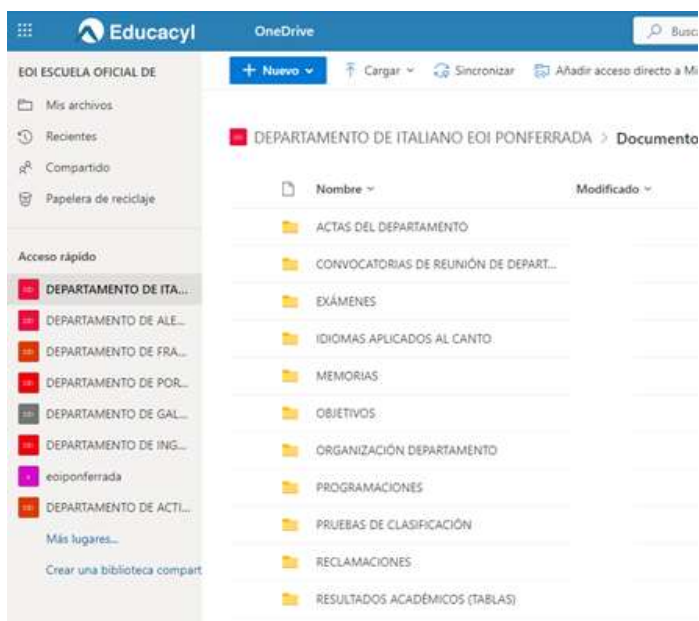 Educacyl
OneDrive
Busc
EOI ESCUELA OFICIAL DE
Mis archivos
Recientes
Compartido
Papelera de reciclaje
Acceso rápido
DEPARTAMENTO DE ITA...
DEPARTAMENTO DE ALE...
DEPARTAMENTO DE FRA...
DEPARTAMENTO DE POR...
DEPARTAMENTO DE GAL...
DEPARTAMENTO DE ING...
eoiponferrada
DEPARTAMENTO DE ACTI...
Más lugares...
Crear una biblioteca compart
+ Nuevo
Cargar
Sincronizar
Añadir acceso directo a Mi
DEPARTAMENTO DE ITALIANO EOI PONFERRADA > Documento
Nombre
Modificado
ACTAS DEL DEPARTAMENTO
CONVOCATORIAS DE REUNIÓN DE DEPART...
EXÁMENES
IDIOMAS APLICADOS AL CANTO
MEMORIAS
OBJETIVOS
ORGANIZACIÓN DEPARTAMENTO
PROGRAMACIONES
PRUEBAS DE CLASIFICACIÓN
RECLAMACIONES
RESULTADOS ACADÉMICOS (TABLAS)